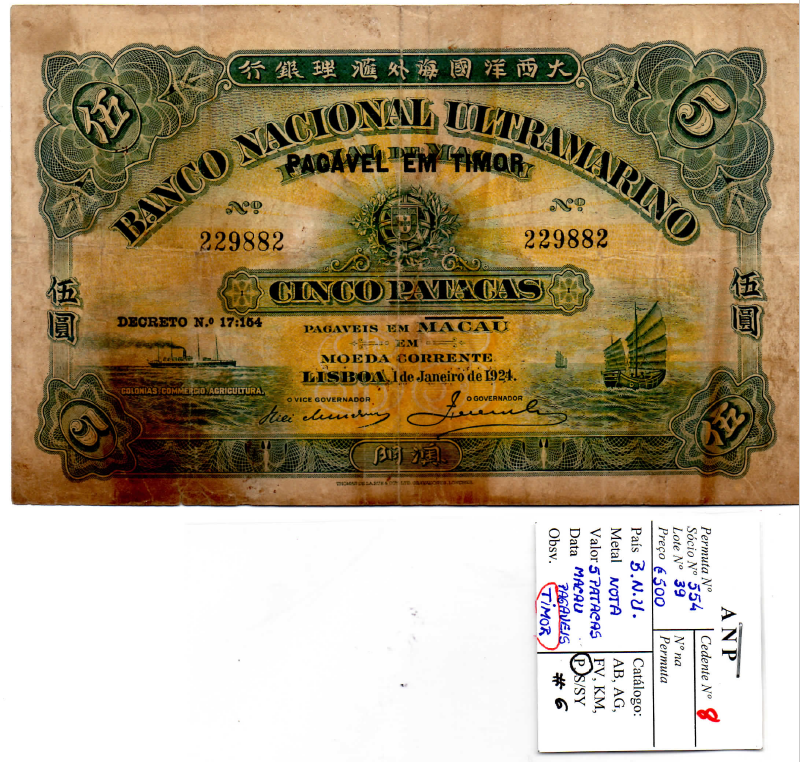 行銀理滙外海國洋西大
伍
5
BANCO NACIONAL ULTRAMARINO
PAGÁVEL EM TIMOR
Nº
Nº
229882
229882
CINCO PATACAS
伍圓
伍圓
DECRETO N.º 17:154
PAGAVEIS EM MACAU
EM
MOEDA CORRENTE
LISBOA, 1 de Janeiro de 1924.
COLONIAS COMMERCIO AGRICULTURA.
O VICE GOVERNADOR
O GOVERNADOR
5
伍
門澳
ANP
Permuta Nº
Sócio Nº 554
Lote Nº 39
Preço € 500
Cedente Nº 8
Nº na
Permuta
País B.N.U.
Metal NOTA
Valor 5 PATACAS
Data MACAU
Obsv. PAGAVEIS
TIMOR
Catálogo:
AB, AG,
FV, KM,
P, S/SY
# 6